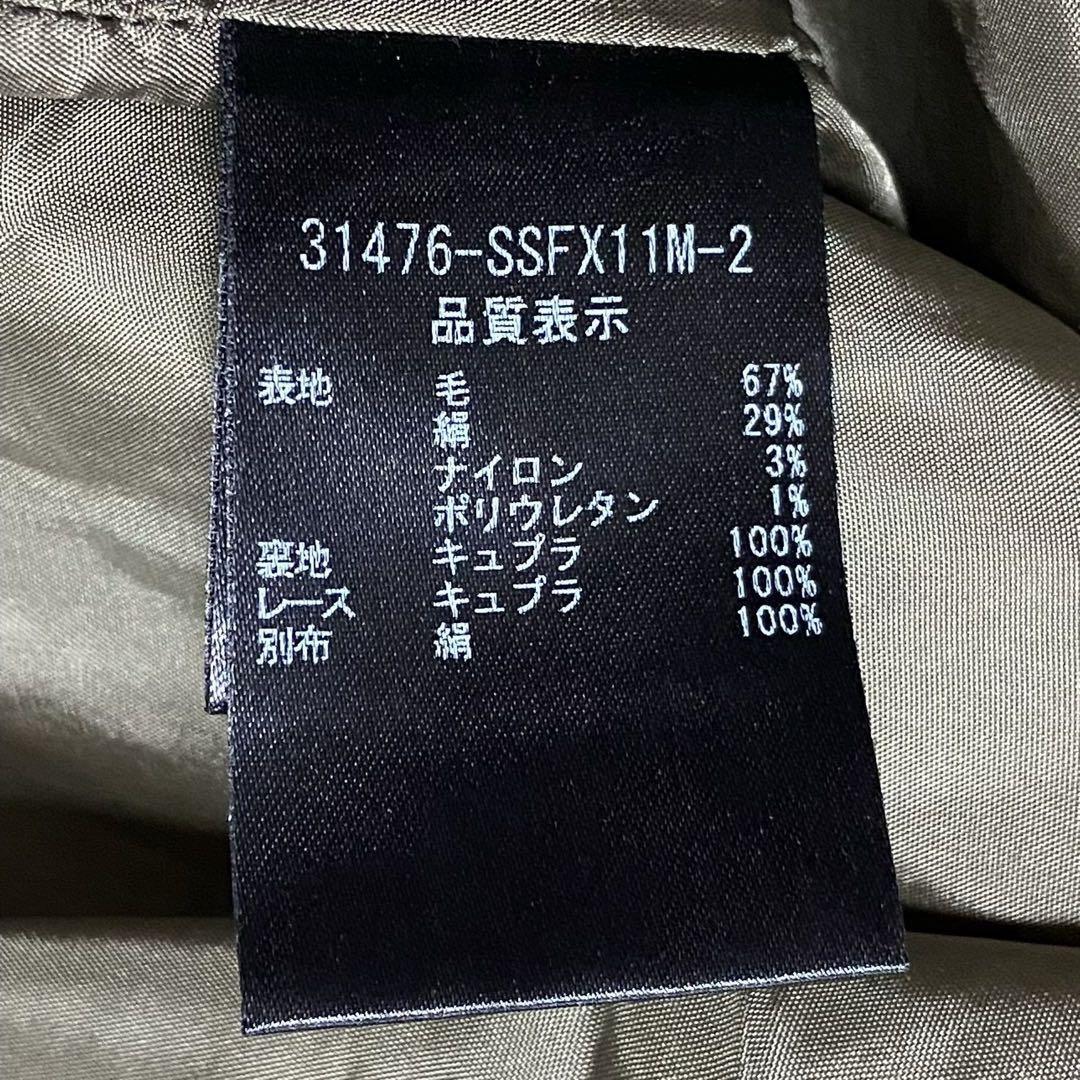 31476-SSFX11M-2
品質表示
表地 毛 67%
絹 29%
ナイロン 3%
ポリウレタン 1%
裏地 キュプラ 100%
レース キュプラ 100%
別布 絹 100%